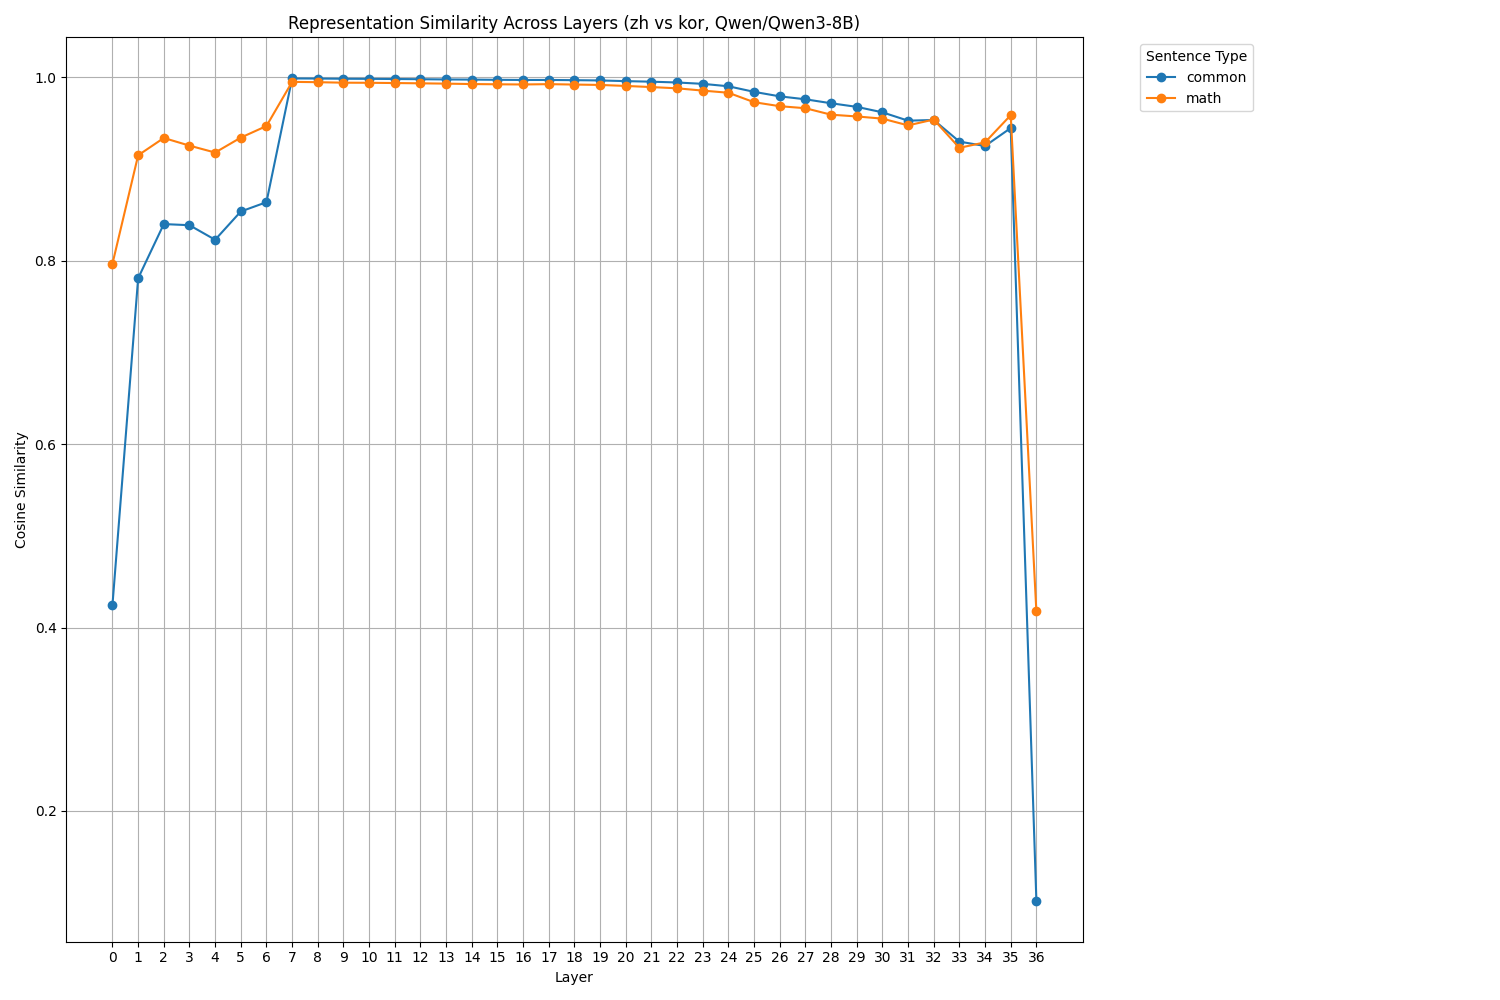 Representation Similarity Across Layers (zh vs kor, Qwen/Qwen3-8B)
Sentence Type
common
math
Cosine Similarity
1.0
0.8
0.6
0.4
0.2
0 1 2 3 4 5 6 7 8 9 10 11 12 13 14 15 16 17 18 19 20 21 22 23 24 25 26 27 28 29 30 31 32 33 34 35 36
Layer